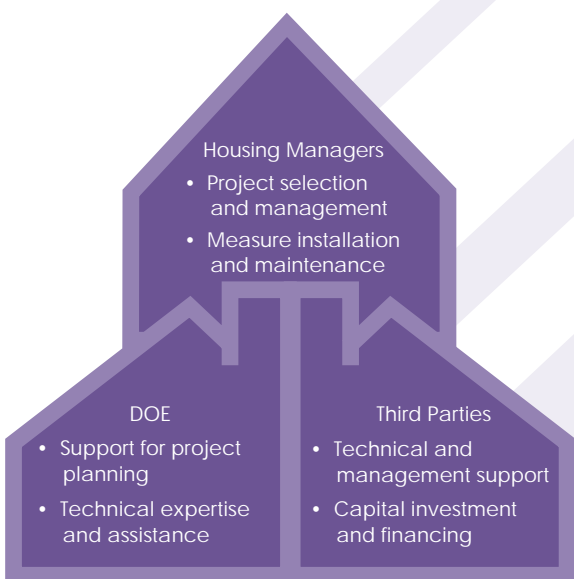 Housing Managers
• Project selection
and management
• Measure installation
and maintenance
DOE
• Support for project
planning
• Technical expertise
and assistance
Third Parties
• Technical and
management support
• Capital investment
and financing